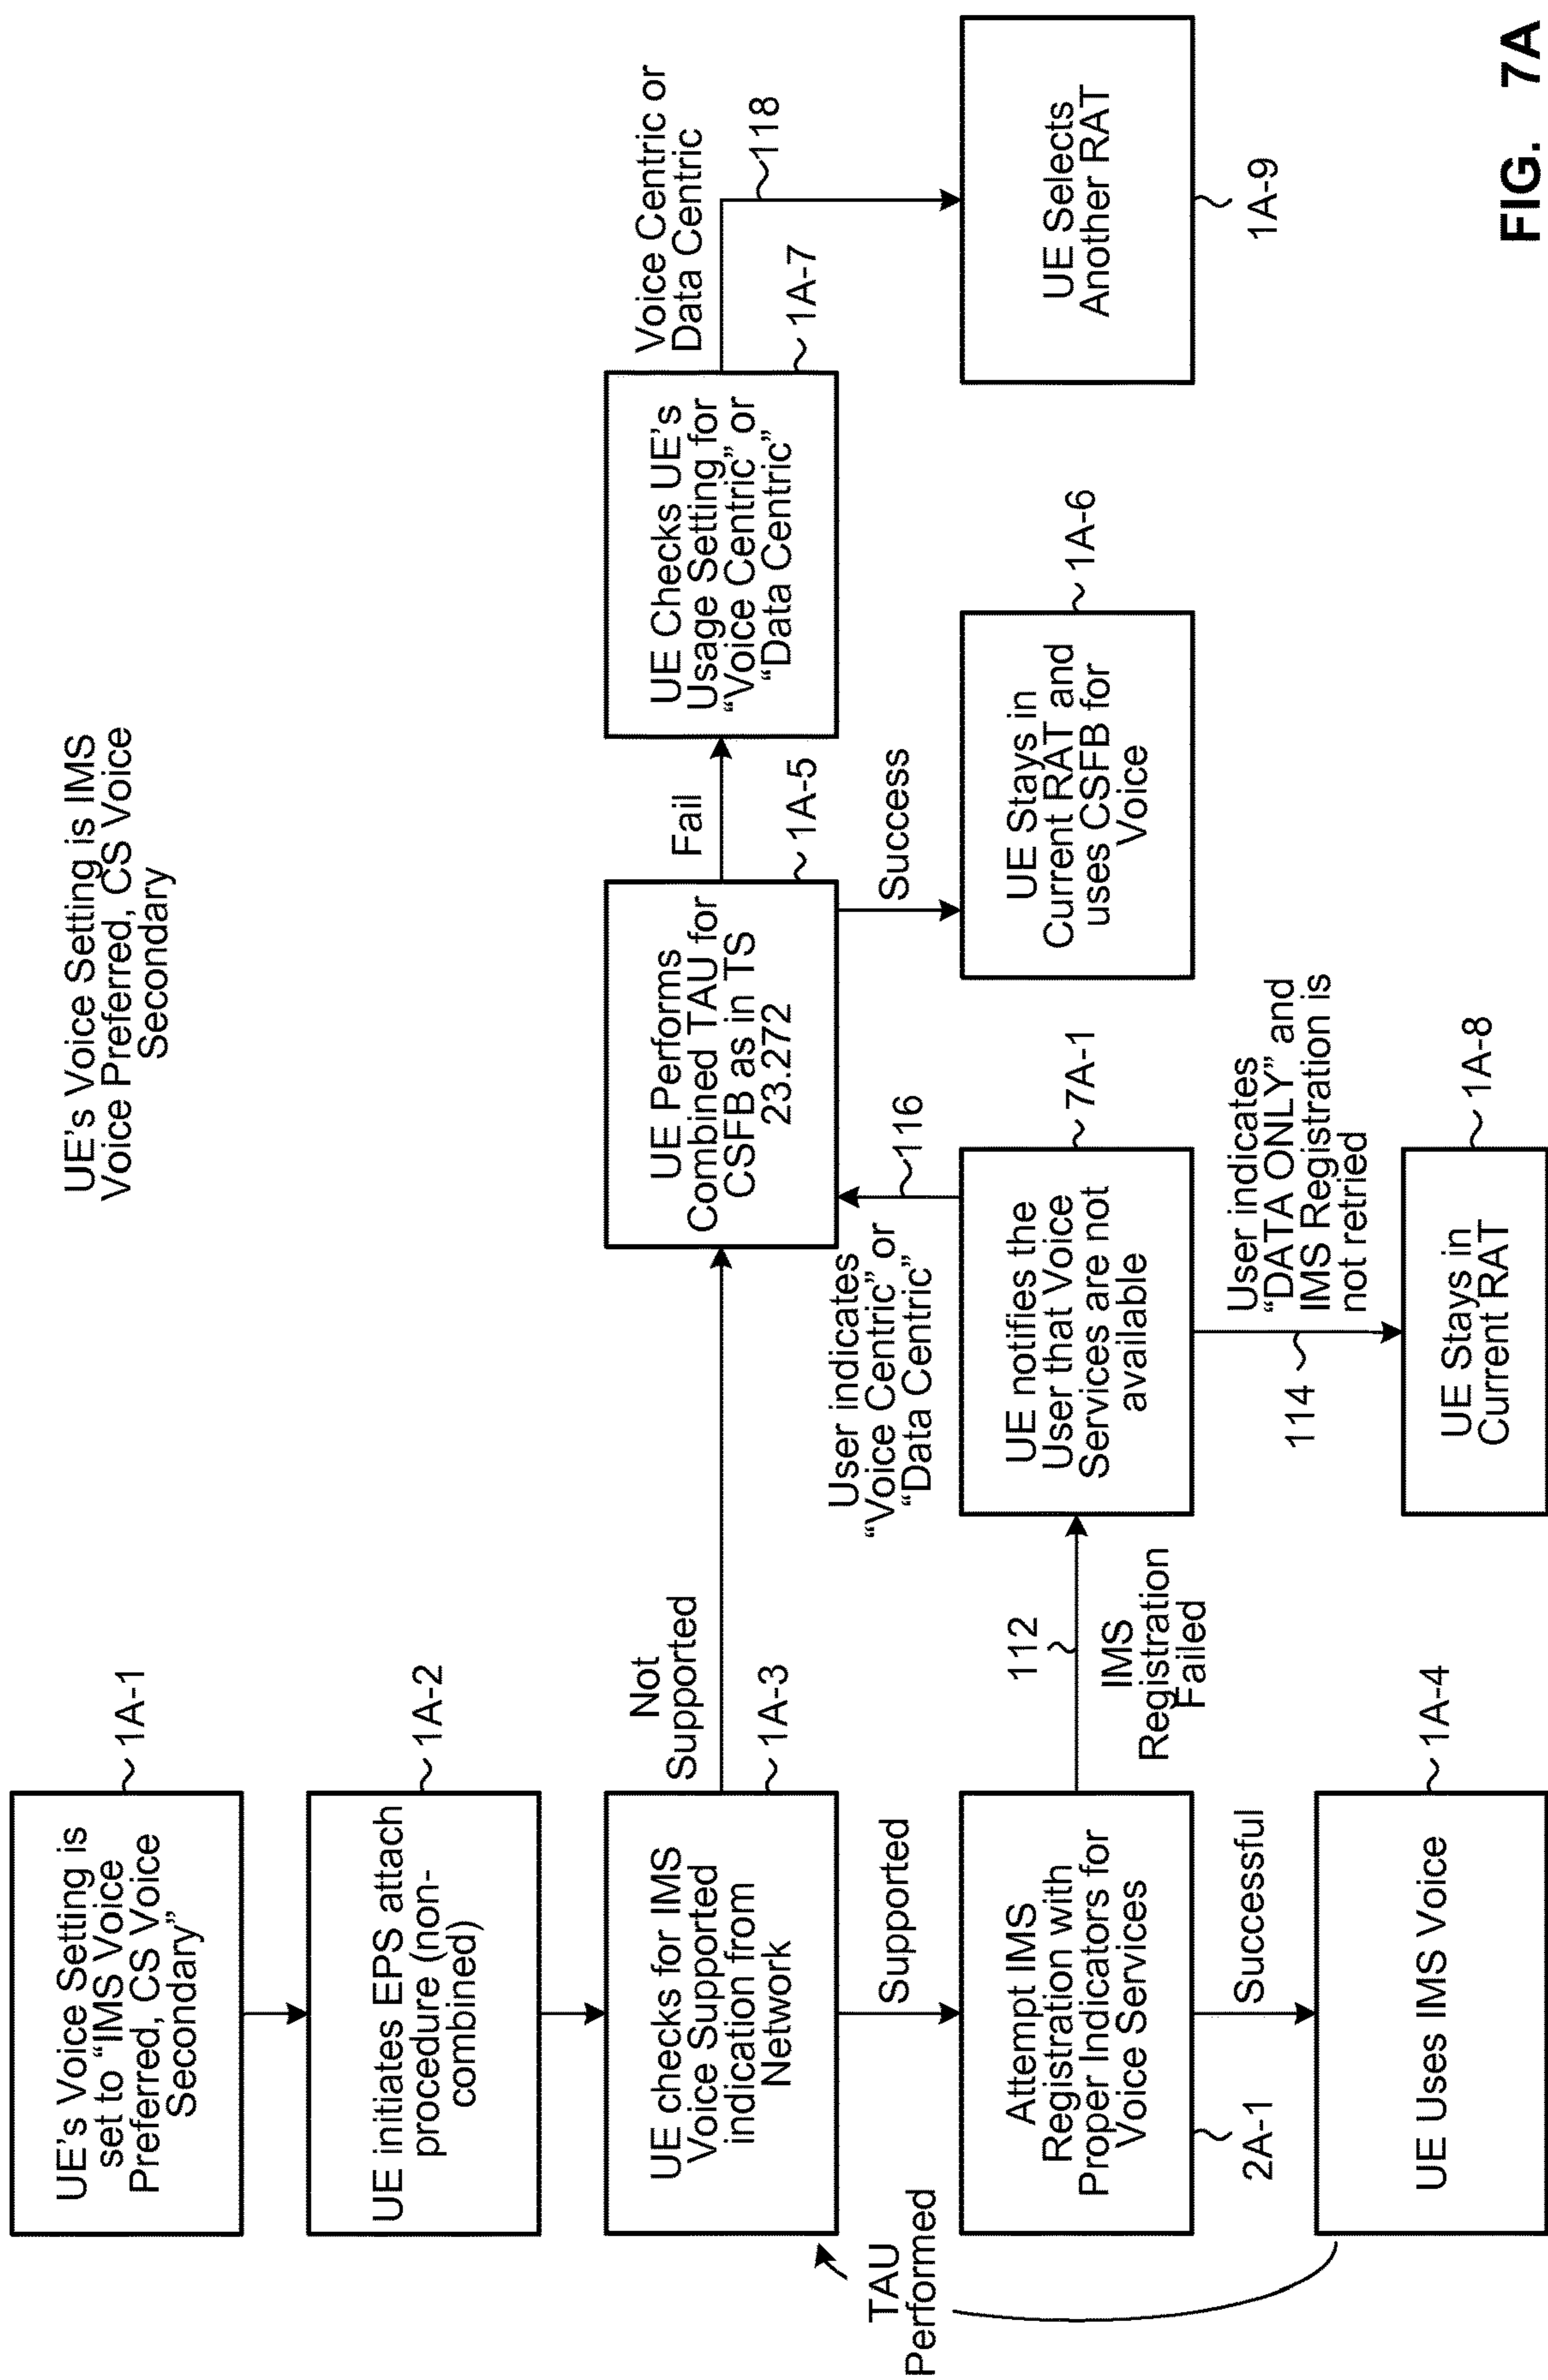 UE's Voice Setting is IMS
Voice Preferred, CS Voice
Secondary
UE's Voice Setting is
set to "IMS Voice
Preferred, CS Voice
Secondary"
1A-1
UE initiates EPS attach
procedure (non-
combined)
1A-2
UE checks for IMS
Voice Supported
indication from
Network
1A-3
Not
Supported
UE Performs
Combined TAU for
CSFB as in TS
23.272
1A-5
Fail
UE Checks UE's
Usage Setting for
"Voice Centric" or
"Data Centric"
1A-7
Voice Centric or
Data Centric
118
TAU
Performed
Supported
User indicates
"Voice Centric" or
"Data Centric"
116
Success
Attempt IMS
Registration with
Proper Indicators for
Voice Services
2A-1
112
IMS
Registration
Failed
UE notifies the
User that Voice
Services are not
available
7A-1
UE Stays in
Current RAT and
uses CSFB for
Voice
1A-6
UE Selects
Another RAT
1A-9
Successful
114
User indicates
"DATA ONLY" and
IMS Registration is
not retried
UE Uses IMS Voice
1A-4
UE Stays in
Current RAT
1A-8
FIG. 7A